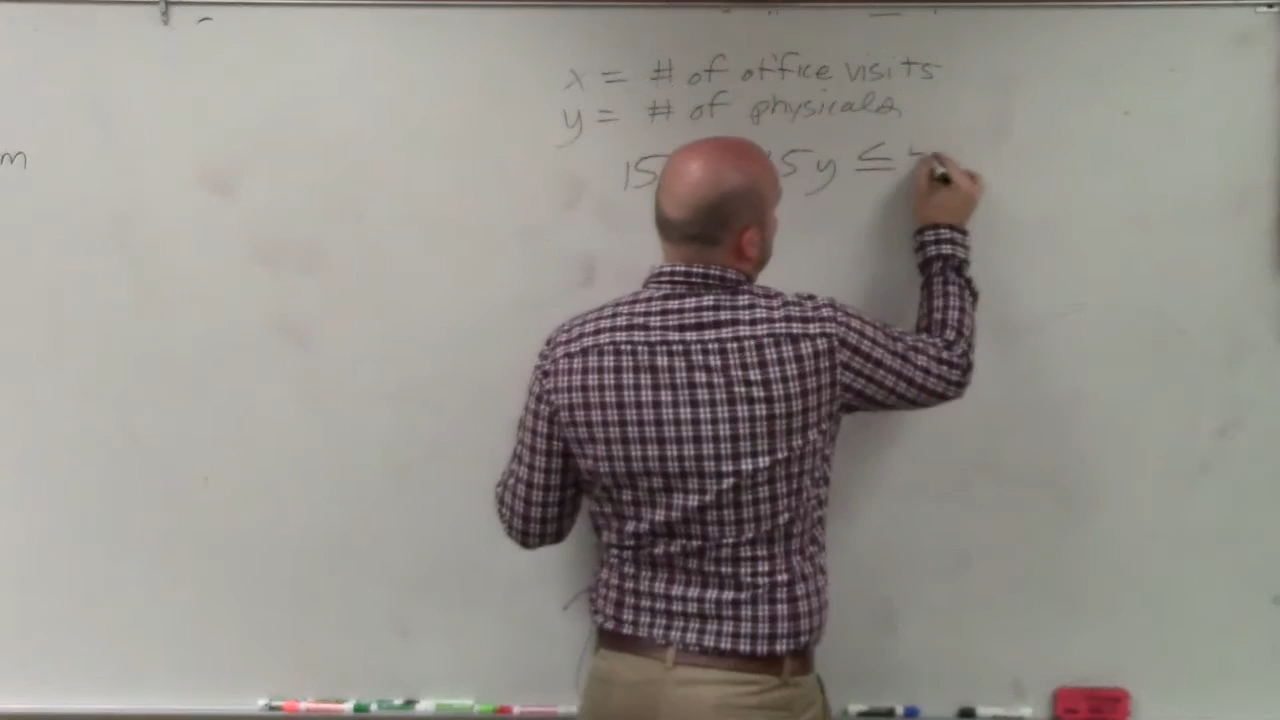 x = # of office visits
y = # of physicals
15 5y ≤
m